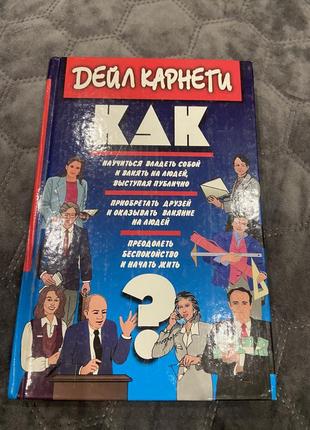 ДЕЙЛ КАРНЕГИ
КАК
НАУЧИТЬСЯ ВЛАДЕТЬ СОБОЙ
И ВЛИЯТЬ НА ЛЮДЕЙ,
ВЫСТУПАЯ ПУБЛИЧНО
ПРИОБРЕТАТЬ ДРУЗЕЙ
И ОКАЗЫВАТЬ ВЛИЯНИЕ
НА ЛЮДЕЙ
ПРЕОДОЛЕТЬ
БЕСПОКОЙСТВО
И НАЧАТЬ ЖИТЬ
?